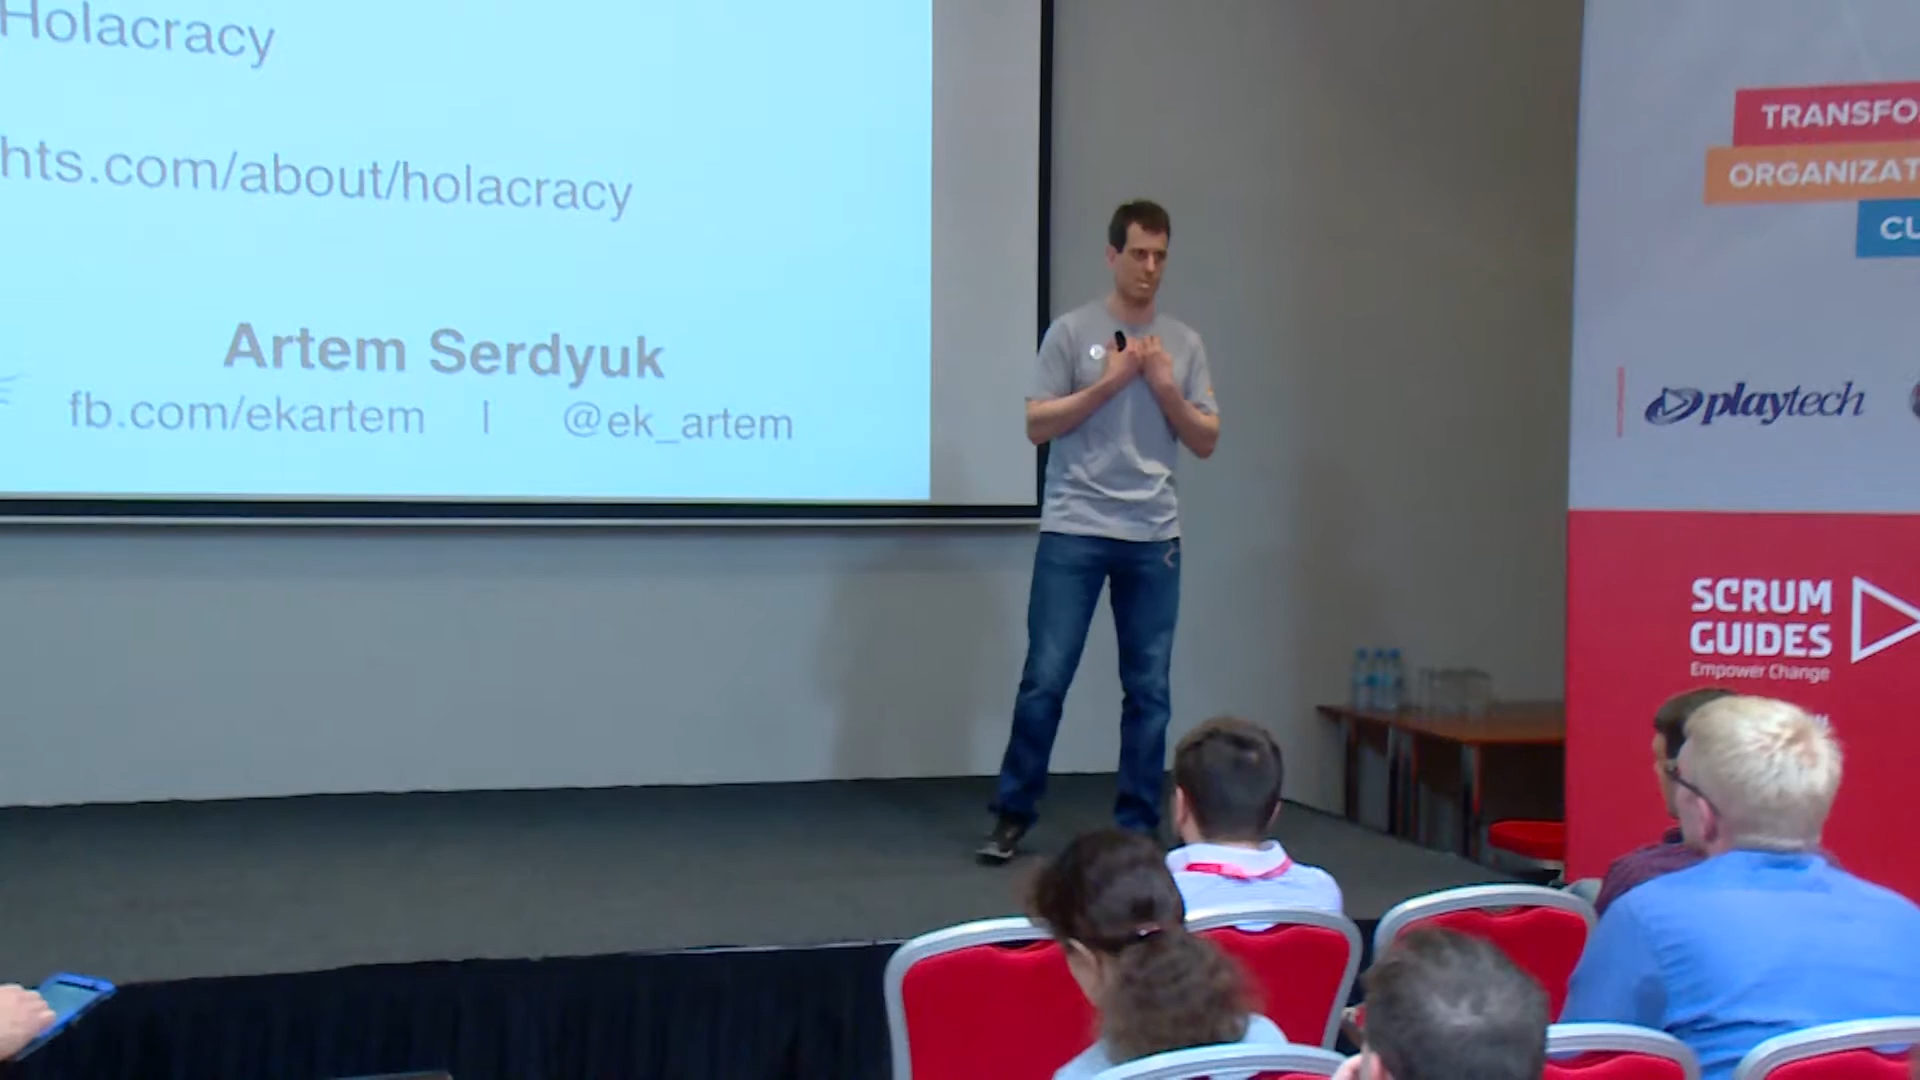 Holacracy
hts.com/about/holacracy
Artem Serdyuk
fb.com/ekartem | @ek_artem
TRANSFO
ORGANIZAT
CU
playtech
SCRUM
GUIDES
Empower Change